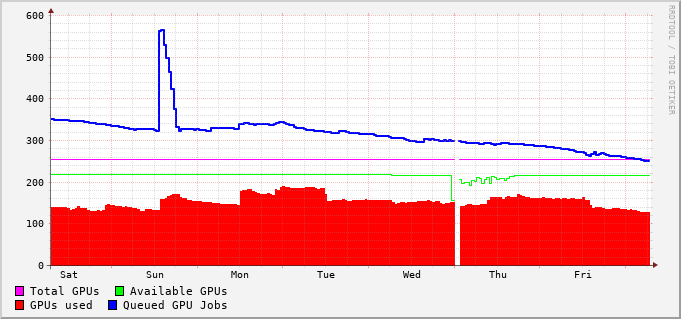 600
500
400
300
200
100
0
Sat Sun Mon Tue Wed Thu Fri
Total GPUs Available GPUs
GPUs used Queued GPU Jobs
RRDTOOL / TOBI OETIKER